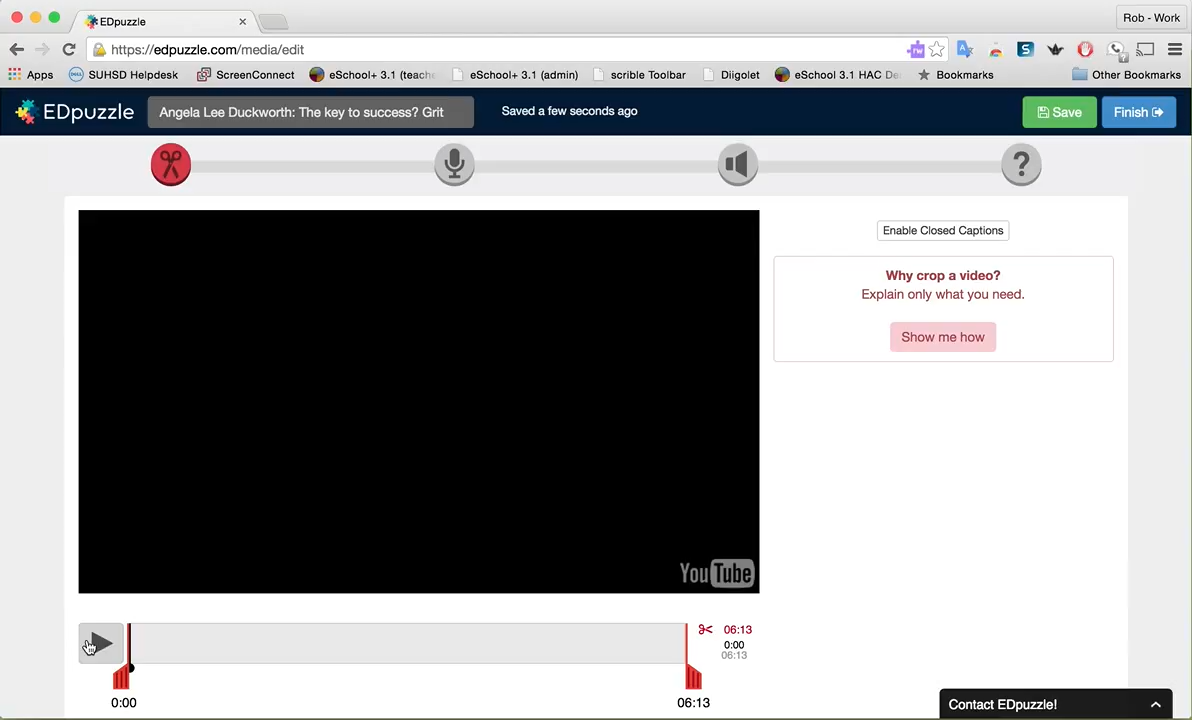 EDpuzzle
Rob - Work
https://edpuzzle.com/media/edit
Apps SUHSD Helpdesk ScreenConnect eSchool+ 3.1 (teach eSchool+ 3.1 (admin) scrible Toolbar Diigolet eSchool 3.1 HAC De Bookmarks Other Bookmarks
EDpuzzle Angela Lee Duckworth: The key to success? Grit Saved a few seconds ago Save Finish
?
Enable Closed Captions
Why crop a video?
Explain only what you need.
Show me how
YouTube
06:13
0:00
06:13
0:00 06:13
Contact EDpuzzle!